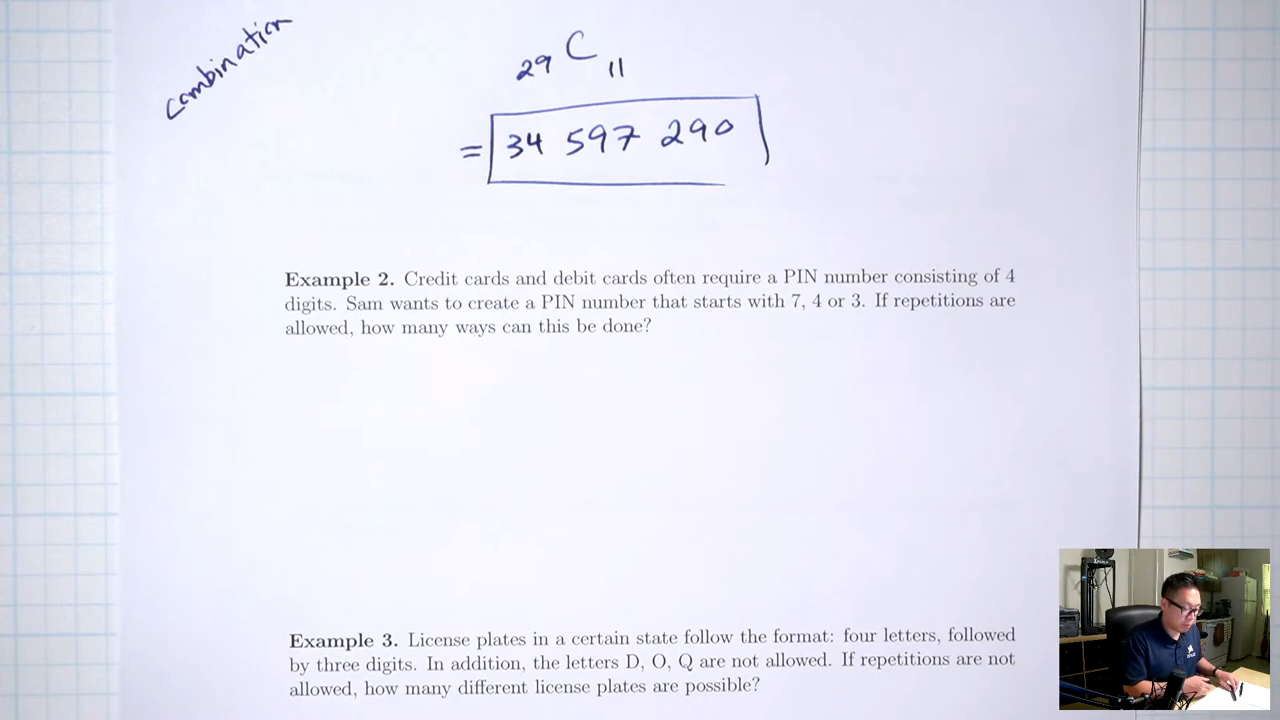 combination
29 C 11
= 34 597 290
Example 2. Credit cards and debit cards often require a PIN number consisting of 4
digits. Sam wants to create a PIN number that starts with 7, 4 or 3. If repetitions are
allowed, how many ways can this be done?
Example 3. License plates in a certain state follow the format: four letters, followed
by three digits. In addition, the letters D, O, Q are not allowed. If repetitions are not
allowed, how many different license plates are possible?